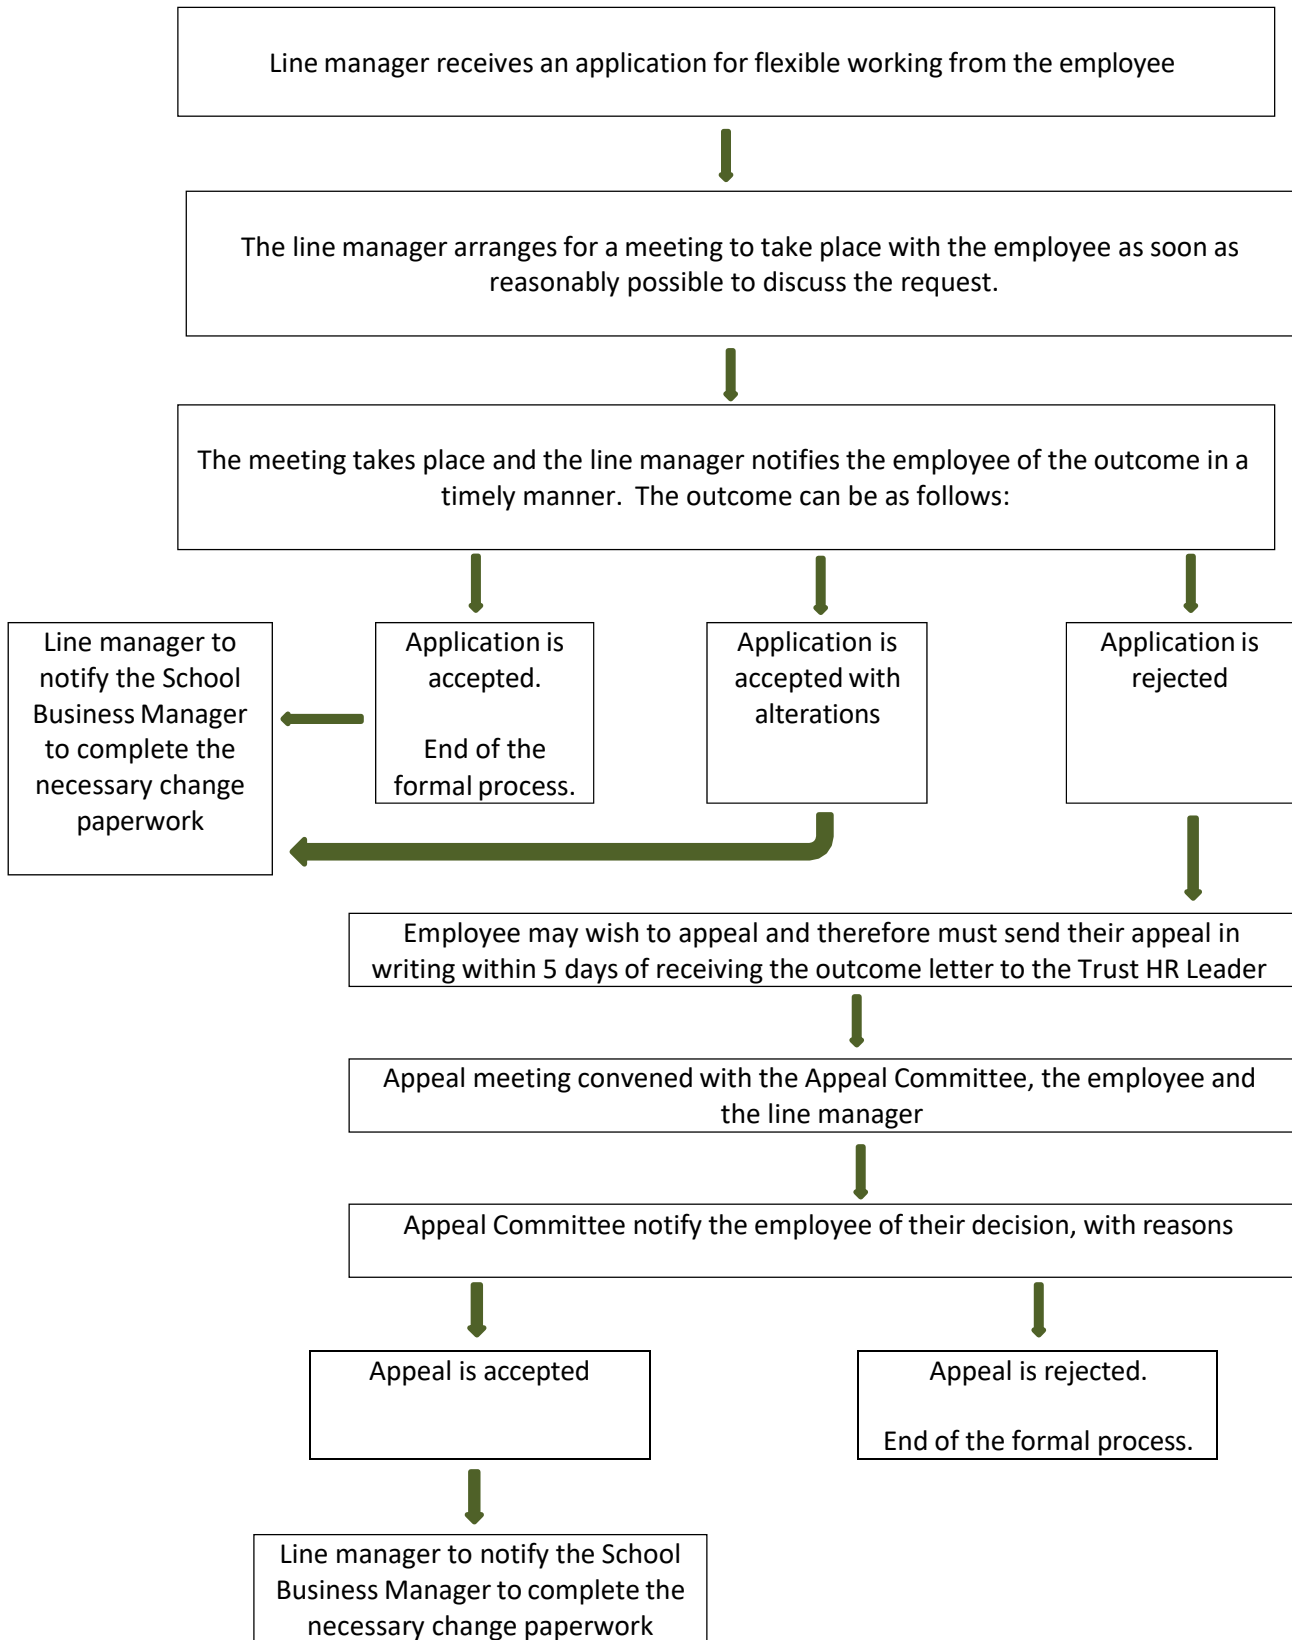 Line manager receives an application for flexible working from the employee
The line manager arranges for a meeting to take place with the employee as soon as
reasonably possible to discuss the request.
The meeting takes place and the line manager notifies the employee of the outcome in a
timely manner.  The outcome can be as follows:
Line manager to
notify the School
Business Manager
to complete the
necessary change
paperwork
Application is
accepted.
End of the
formal process.
Application is
accepted with
alterations
Application is
rejected
Employee may wish to appeal and therefore must send their appeal in
writing within 5 days of receiving the outcome letter to the Trust HR Leader
Appeal meeting convened with the Appeal Committee, the employee and
the line manager
Appeal Committee notify the employee of their decision, with reasons
Appeal is accepted
Appeal is rejected.
End of the formal process.
Line manager to notify the School
Business Manager to complete the
necessary change paperwork